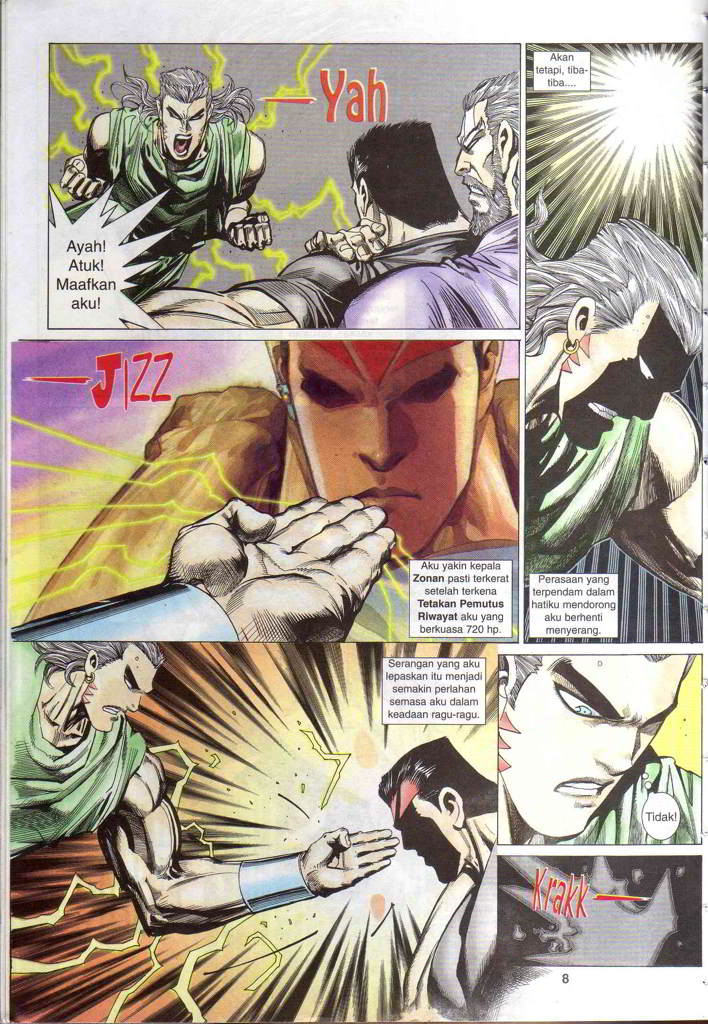 Yah
Ayah!
Atuk!
Maafkan
aku!
Akan
tetapi, tiba-
tiba....
Perasaan yang
terpendam dalam
hatiku mendorong
aku berhenti
menyerang.
JIZZ
Aku yakin kepala
Zonan pasti terkerat
setelah terkena
Tetakan Pemutus
Riwayat aku yang
berkuasa 720 hp.
Serangan yang aku
lepaskan itu menjadi
semakin perlahan
semasa aku dalam
keadaan ragu-ragu.
Tidak!
Krakk
8